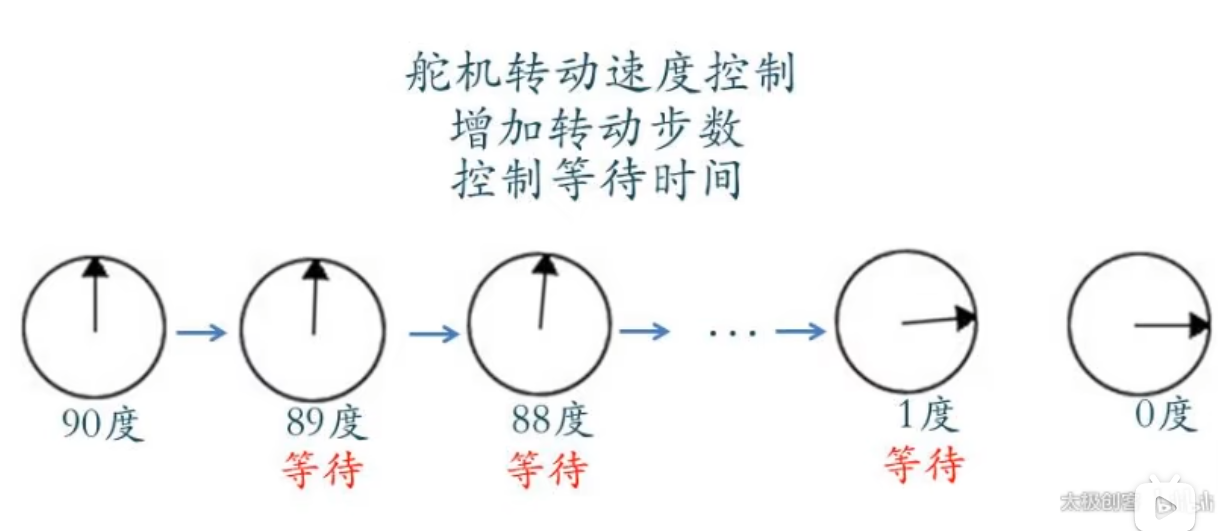 舵机转动速度控制
增加转动步数
控制等待时间
...
90度
89度
88度
1度
0度
等待
等待
等待
太极创客